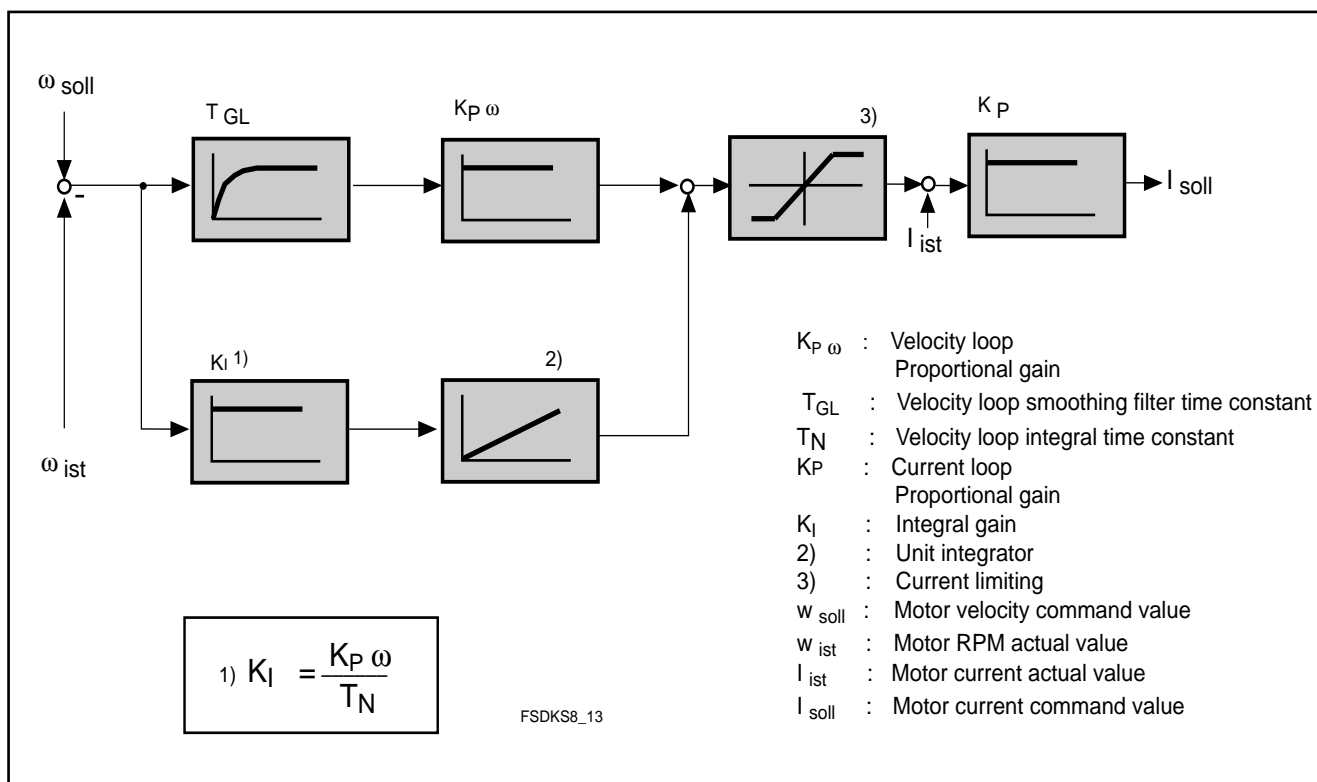 ω soll
T GL
KP ω
3)
K P
-
I soll
I ist
KI 1)
2)
ω ist
KP ω : Velocity loop
Proportional gain
TGL : Velocity loop smoothing filter time constant
TN : Velocity loop integral time constant
KP : Current loop
Proportional gain
KI : Integral gain
2) : Unit integrator
3) : Current limiting
w soll : Motor velocity command value
w ist : Motor RPM actual value
I ist : Motor current actual value
I soll : Motor current command value
1) KI = KP ω
TN
FSDKS8_13